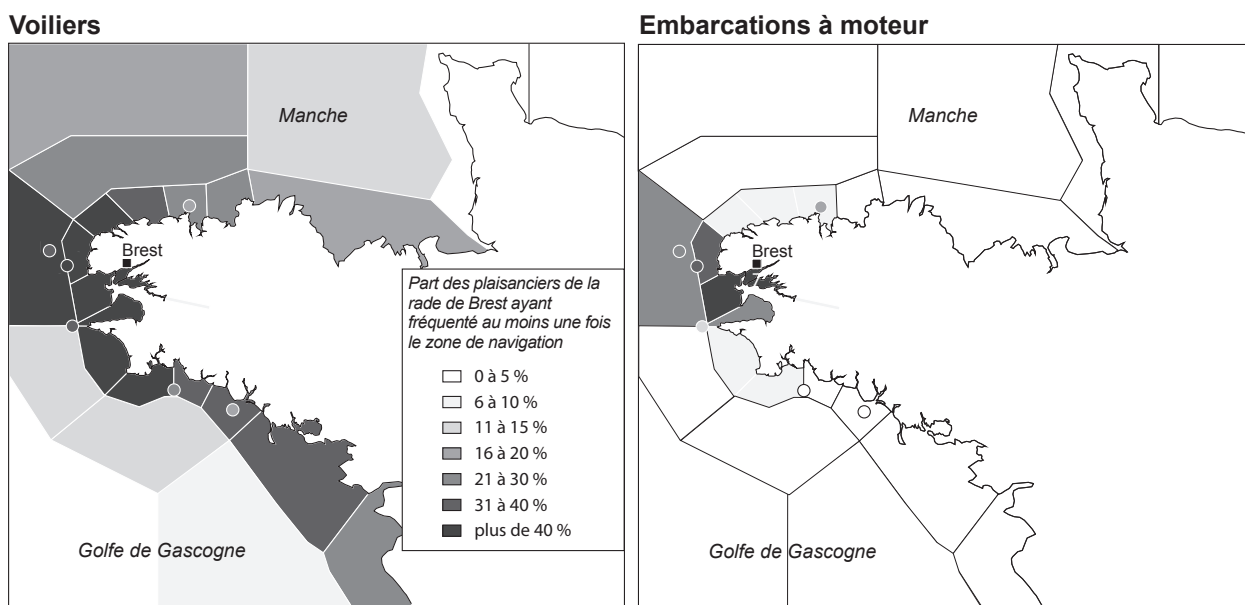 Voiliers
Manche
Brest
Part des plaisanciers de la
rade de Brest ayant
fréquenté au moins une fois
le zone de navigation
0 à 5 %
6 à 10 %
11 à 15 %
16 à 20 %
21 à 30 %
31 à 40 %
plus de 40 %
Golfe de Gascogne
Embarcations à moteur
Manche
Brest
Golfe de Gascogne